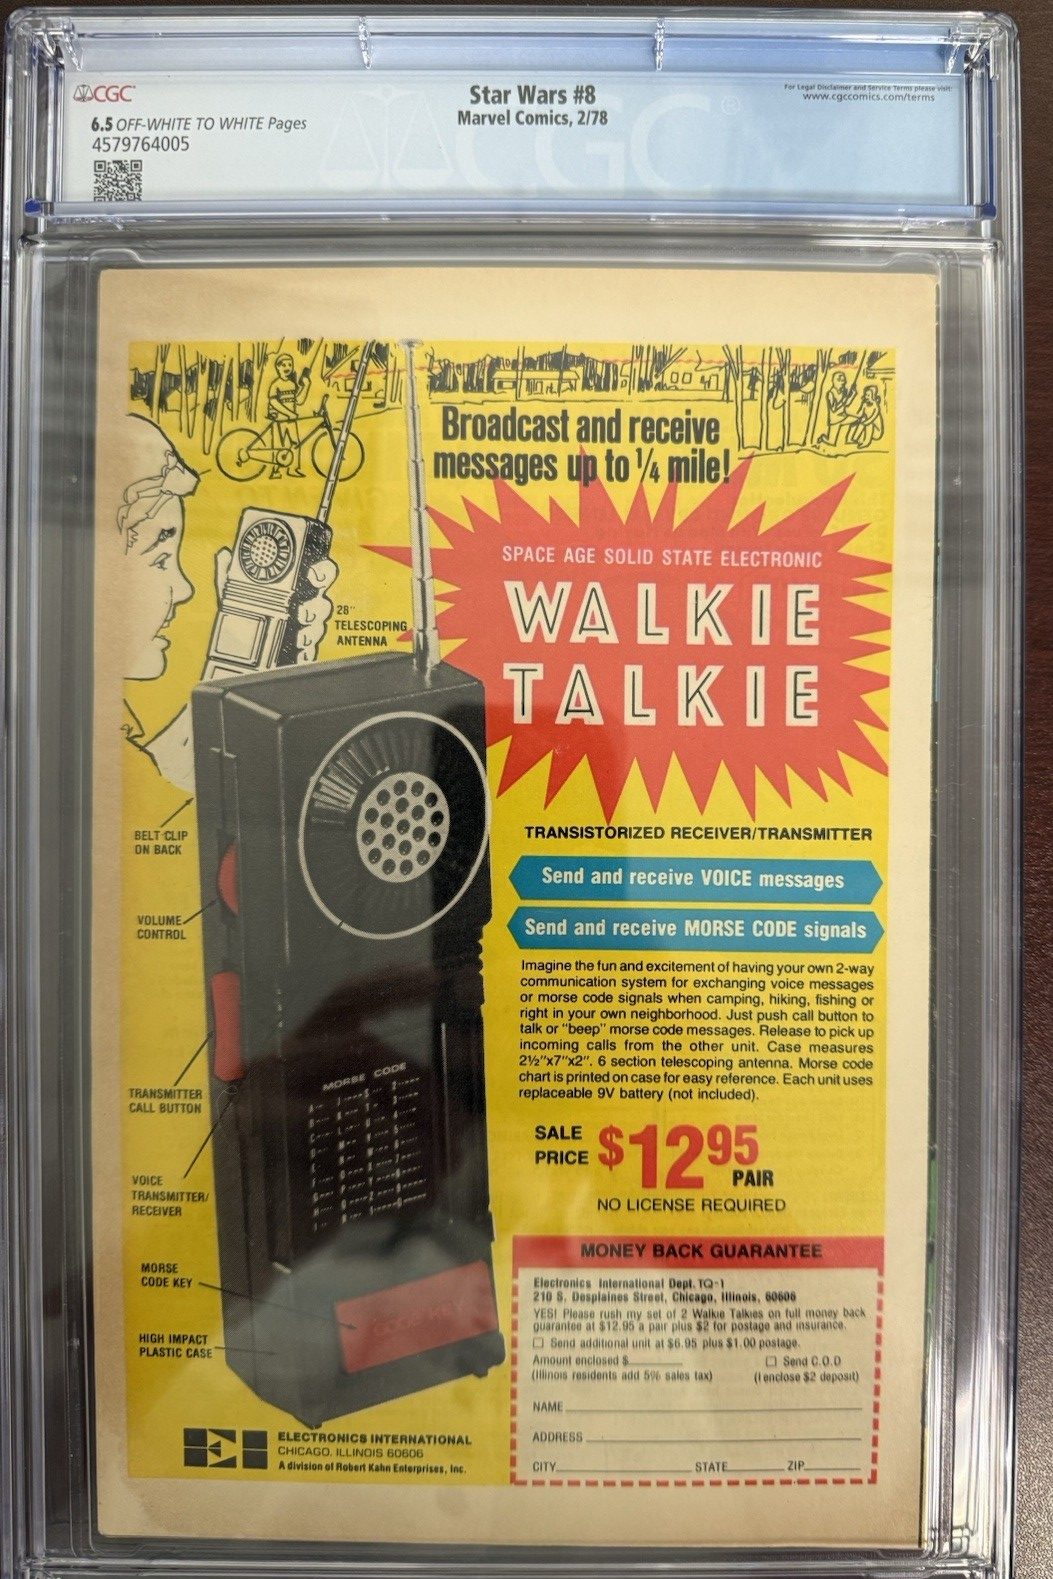 CGC
Star Wars #8
Marvel Comics, 2/78
6.5 OFF-WHITE TO WHITE Pages
4579764005
For Legal Disclaimer and Service Terms please visit:
www.cgccomics.com/terms
Broadcast and receive
messages up to 1/4 mile!
SPACE AGE SOLID STATE ELECTRONIC
WALKIE
TALKIE
28"
TELESCOPING
ANTENNA
BELT CLIP
ON BACK
VOLUME
CONTROL
TRANSMITTER
CALL BUTTON
VOICE
TRANSMITTER/
RECEIVER
MORSE
CODE KEY
HIGH IMPACT
PLASTIC CASE
MORSE CODE
TRANSISTORIZED RECEIVER/TRANSMITTER
Send and receive VOICE messages
Send and receive MORSE CODE signals
Imagine the fun and excitement of having your own 2-way
communication system for exchanging voice messages
or morse code signals when camping, hiking, fishing or
right in your own neighborhood. Just push call button to
talk or "beep" morse code messages. Release to pick up
incoming calls from the other unit. Case measures
2½"x7"x2". 6 section telescoping antenna. Morse code
chart is printed on case for easy reference. Each unit uses
replaceable 9V battery (not included).
SALE
PRICE $12.95
PAIR
NO LICENSE REQUIRED
MONEY BACK GUARANTEE
Electronics International Dept. TQ-1
210 S. Desplaines Street, Chicago, Illinois, 60606
YES! Please rush my set of 2 Walkie Talkies on full money back
guarantee at $12.95 a pair plus $2 for postage and insurance.
Send additional unit at $6.95 plus $1.00 postage.
Amount enclosed $ Send C.O.D
(Illinois residents add 5% sales tax) (I enclose $2 deposit)
NAME
ADDRESS
CITY STATE ZIP
EI
ELECTRONICS INTERNATIONAL
CHICAGO, ILLINOIS 60606
A division of Robert Kahn Enterprises, Inc.